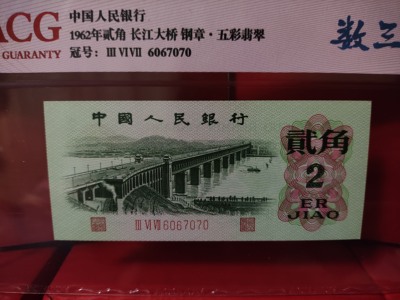 ACG
GUARANTY
中国人民银行
1962年贰角 长江大桥 钢章·五彩翡翠
冠号: Ⅲ Ⅵ Ⅶ 6067070
数三
中國人民銀行
貳角
2
ER
JIAO
Ⅲ Ⅵ Ⅶ 6067070